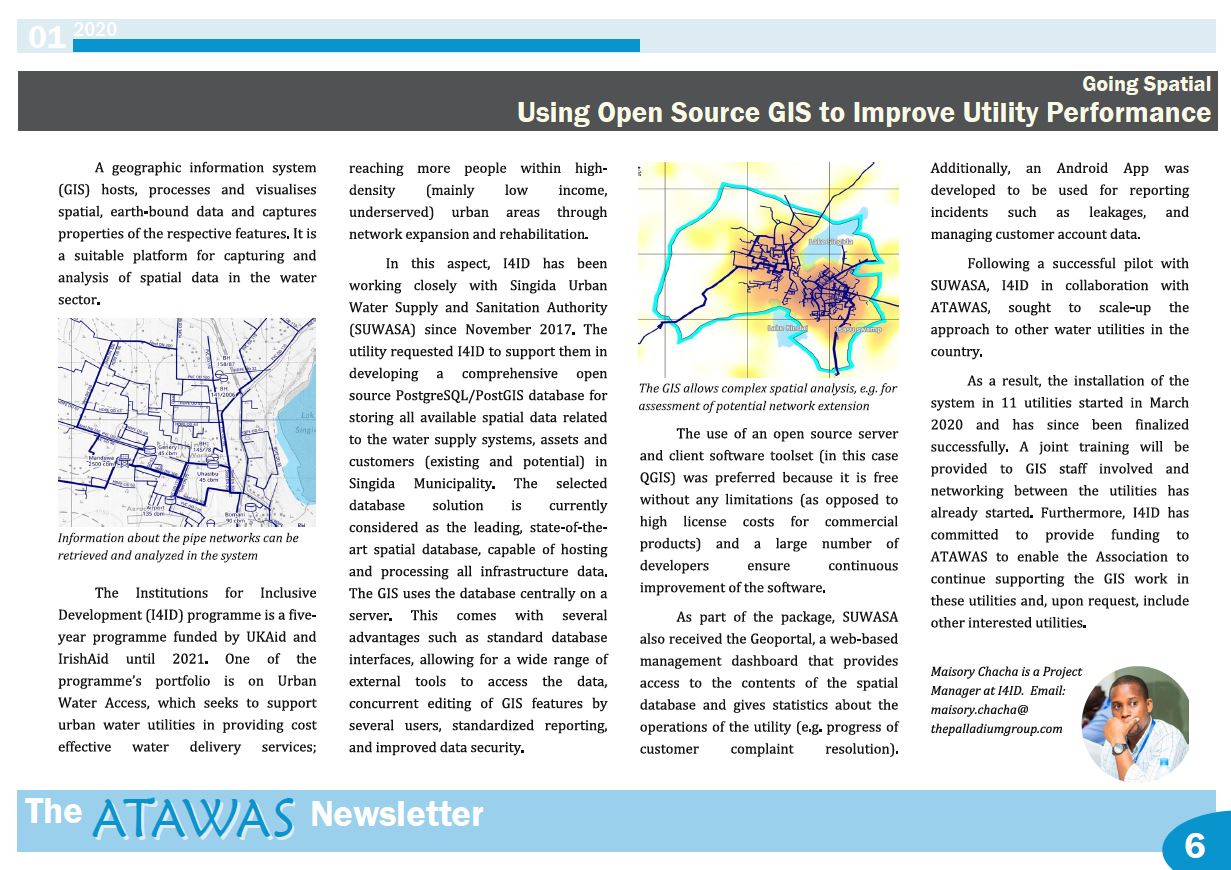 01 2020
Going Spatial
Using Open Source GIS to Improve Utility Performance
A geographic information system
(GIS) hosts, processes and visualises
spatial, earth-bound data and captures
properties of the respective features. It is
a suitable platform for capturing and
analysis of spatial data in the water
sector.
BH
158/87
BH
141/2006
Mandewa
2500 cbm
45 cbm
Uhasibu
45 cbm
Airport
135 cbm
Bomani
90 cbm
Information about the pipe networks can be
retrieved and analyzed in the system
The Institutions for Inclusive
Development (I4ID) programme is a five-
year programme funded by UKAid and
IrishAid until 2021. One of the
programme's portfolio is on Urban
Water Access, which seeks to support
urban water utilities in providing cost
effective water delivery services;
reaching more people within high-
density (mainly low income,
underserved) urban areas through
network expansion and rehabilitation.
In this aspect, I4ID has been
working closely with Singida Urban
Water Supply and Sanitation Authority
(SUWASA) since November 2017. The
utility requested I4ID to support them in
developing a comprehensive open
source PostgreSQL/PostGIS database for
storing all available spatial data related
to the water supply systems, assets and
customers (existing and potential) in
Singida Municipality. The selected
database solution is currently
considered as the leading, state-of-the-
art spatial database, capable of hosting
and processing all infrastructure data.
The GIS uses the database centrally on a
server. This comes with several
advantages such as standard database
interfaces, allowing for a wide range of
external tools to access the data,
concurrent editing of GIS features by
several users, standardized reporting,
and improved data security.
Lake Singida
Lake Kindai
The GIS allows complex spatial analysis, e.g. for
assessment of potential network extension
The use of an open source server
and client software toolset (in this case
QGIS) was preferred because it is free
without any limitations (as opposed to
high license costs for commercial
products) and a large number of
developers ensure continuous
improvement of the software.
As part of the package, SUWASA
also received the Geoportal, a web-based
management dashboard that provides
access to the contents of the spatial
database and gives statistics about the
operations of the utility (e.g. progress of
customer complaint resolution).
Additionally, an Android App was
developed to be used for reporting
incidents such as leakages, and
managing customer account data.
Following a successful pilot with
SUWASA, I4ID in collaboration with
ATAWAS, sought to scale-up the
approach to other water utilities in the
country.
As a result, the installation of the
system in 11 utilities started in March
2020 and has since been finalized
successfully. A joint training will be
provided to GIS staff involved and
networking between the utilities has
already started. Furthermore, I4ID has
committed to provide funding to
ATAWAS to enable the Association to
continue supporting the GIS work in
these utilities and, upon request, include
other interested utilities.
Maisory Chacha is a Project
Manager at I4ID. Email:
maisory.chacha@
thepalladiumgroup.com
The ATAWAS Newsletter
6